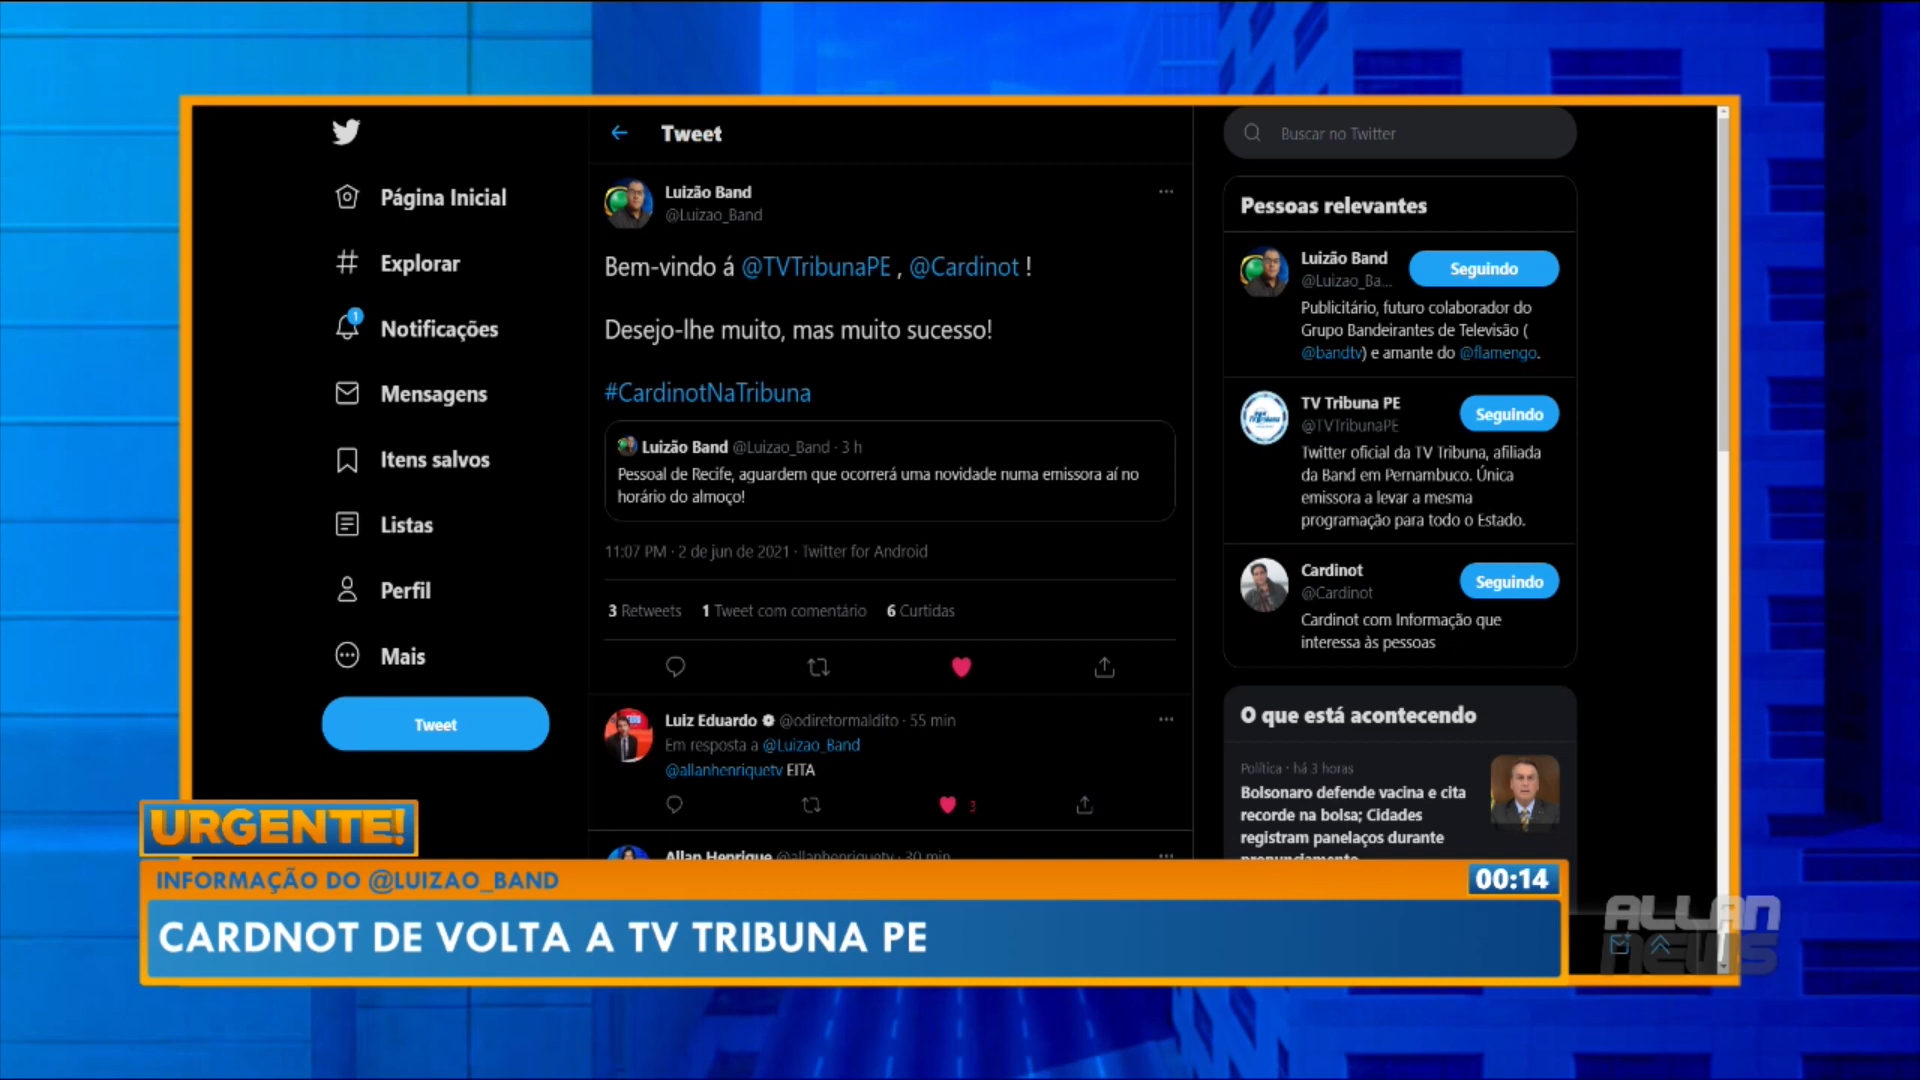 Página Inicial
Explorar
1
Notificações
Mensagens
Itens salvos
Listas
Perfil
Mais
Tweet
Tweet
Luizão Band
@Luizao_Band
Bem-vindo á @TVTribunaPE , @Cardinot !
Desejo-lhe muito, mas muito sucesso!
#CardinotNaTribuna
Luizão Band @Luizao_Band · 3 h
Pessoal de Recife, aguardem que ocorrerá uma novidade numa emissora aí no
horário do almoço!
11:07 PM · 2 de jun de 2021 · Twitter for Android
3 Retweets 1 Tweet com comentário 6 Curtidas
Luiz Eduardo @odiretormaldito · 55 min
Em resposta a @Luizao_Band
@allanhenriquetv EITA
3
Allan Henrique @allanhenriquetv · 30 min
Buscar no Twitter
Pessoas relevantes
Luizão Band
@Luizao_Ba...
Seguindo
Publicitário, futuro colaborador do
Grupo Bandeirantes de Televisão (
@bandtv) e amante do @flamengo.
TV Tribuna PE
@TVTribunaPE
Seguindo
Twitter oficial da TV Tribuna, afiliada
da Band em Pernambuco. Única
emissora a levar a mesma
programação para todo o Estado.
Cardinot
@Cardinot
Seguindo
Cardinot com Informação que
interessa às pessoas
O que está acontecendo
Política · há 3 horas
Bolsonaro defende vacina e cita
recorde na bolsa; Cidades
registram panelaços durante
pronunciamento
URGENTE!
INFORMAÇÃO DO @LUIZAO_BAND
00:14
CARDNOT DE VOLTA A TV TRIBUNA PE
ALLAN
NEWS